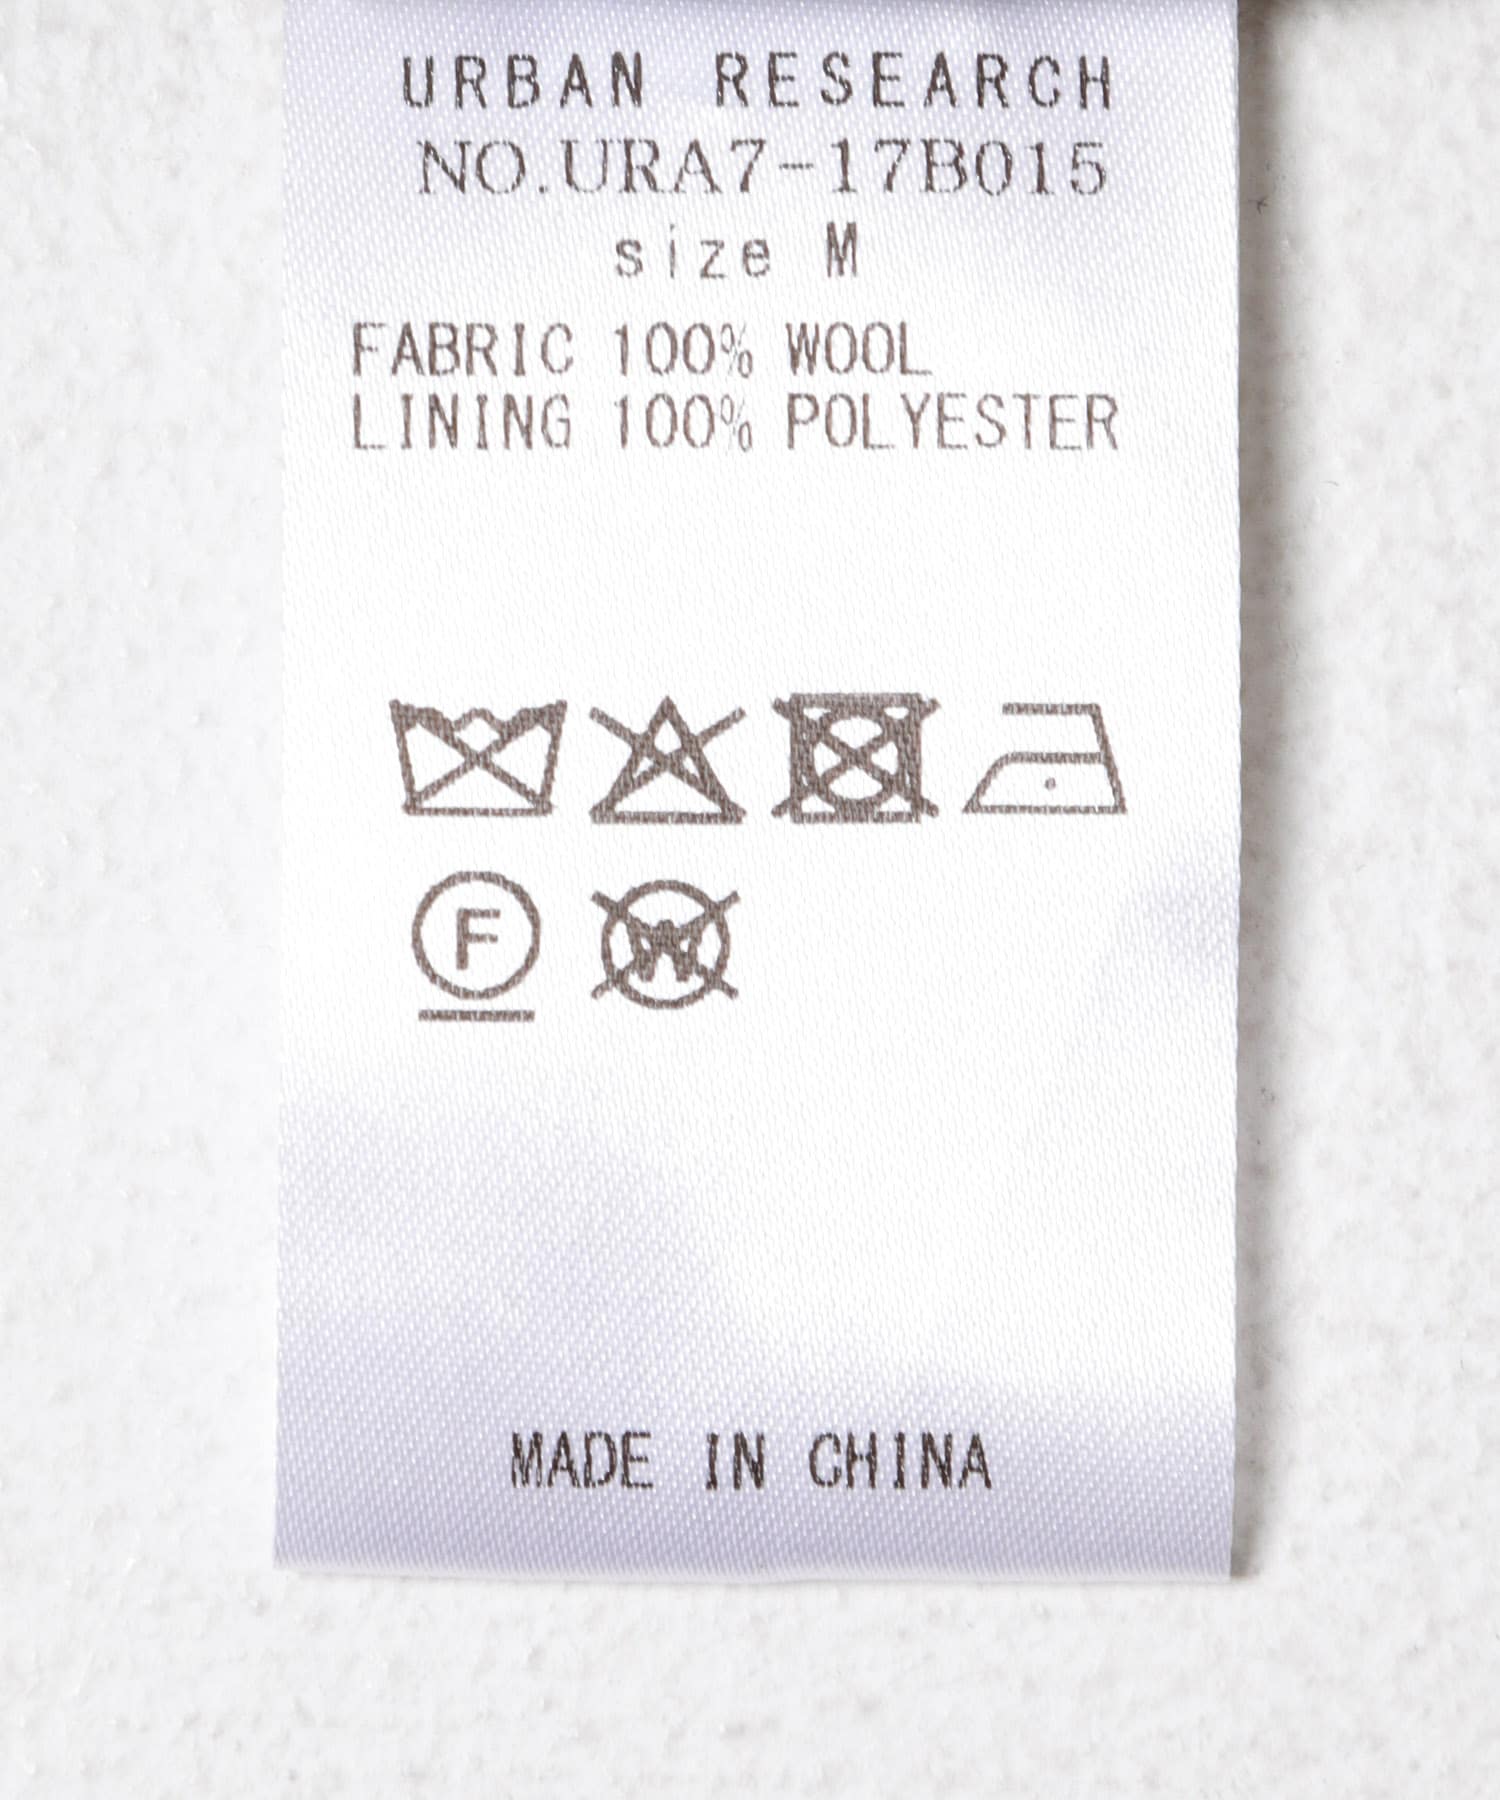 URBAN RESEARCH
NO.URA7-17B015
size M
FABRIC 100% WOOL
LINING 100% POLYESTER
F
W
MADE IN CHINA